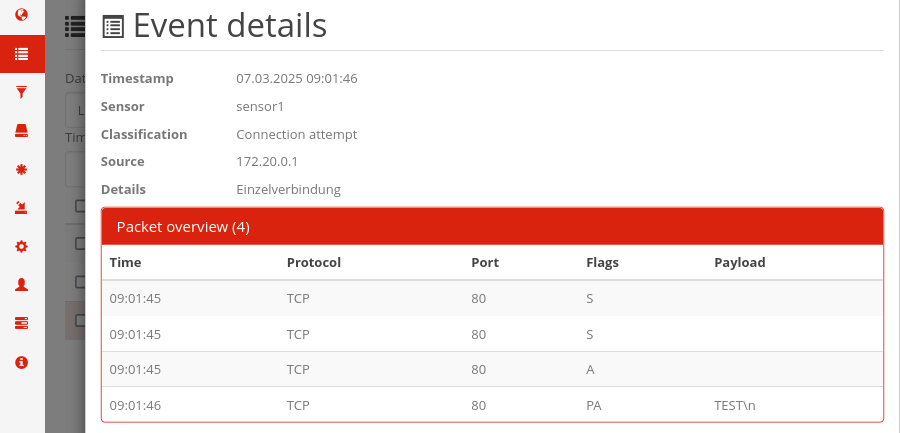 Event details
Timestamp 07.03.2025 09:01:46
Sensor sensor1
Classification Connection attempt
Source 172.20.0.1
Details Einzelverbindung
Packet overview (4)
Time Protocol Port Flags Payload
09:01:45 TCP 80 S
09:01:45 TCP 80 S
09:01:45 TCP 80 A
09:01:46 TCP 80 PA TEST\n
Dat
L
Tim